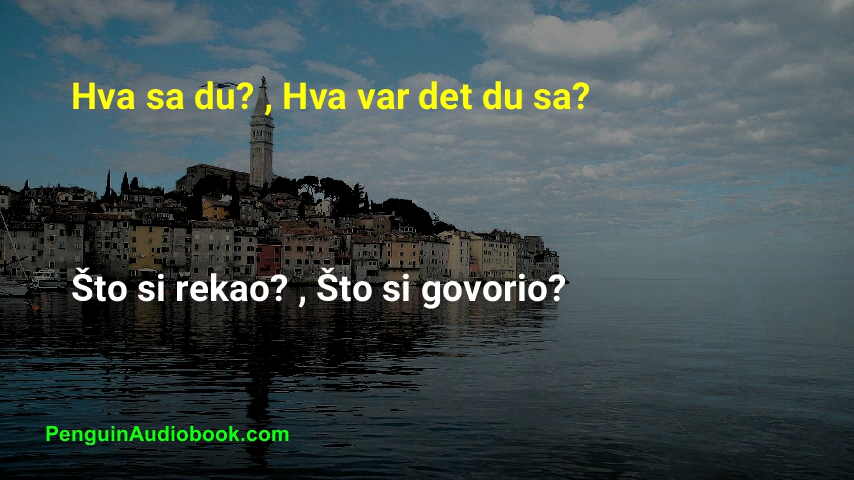 Hva sa du? , Hva var det du sa?
Što si rekao? , Što si govorio?
PenguinAudiobook.com